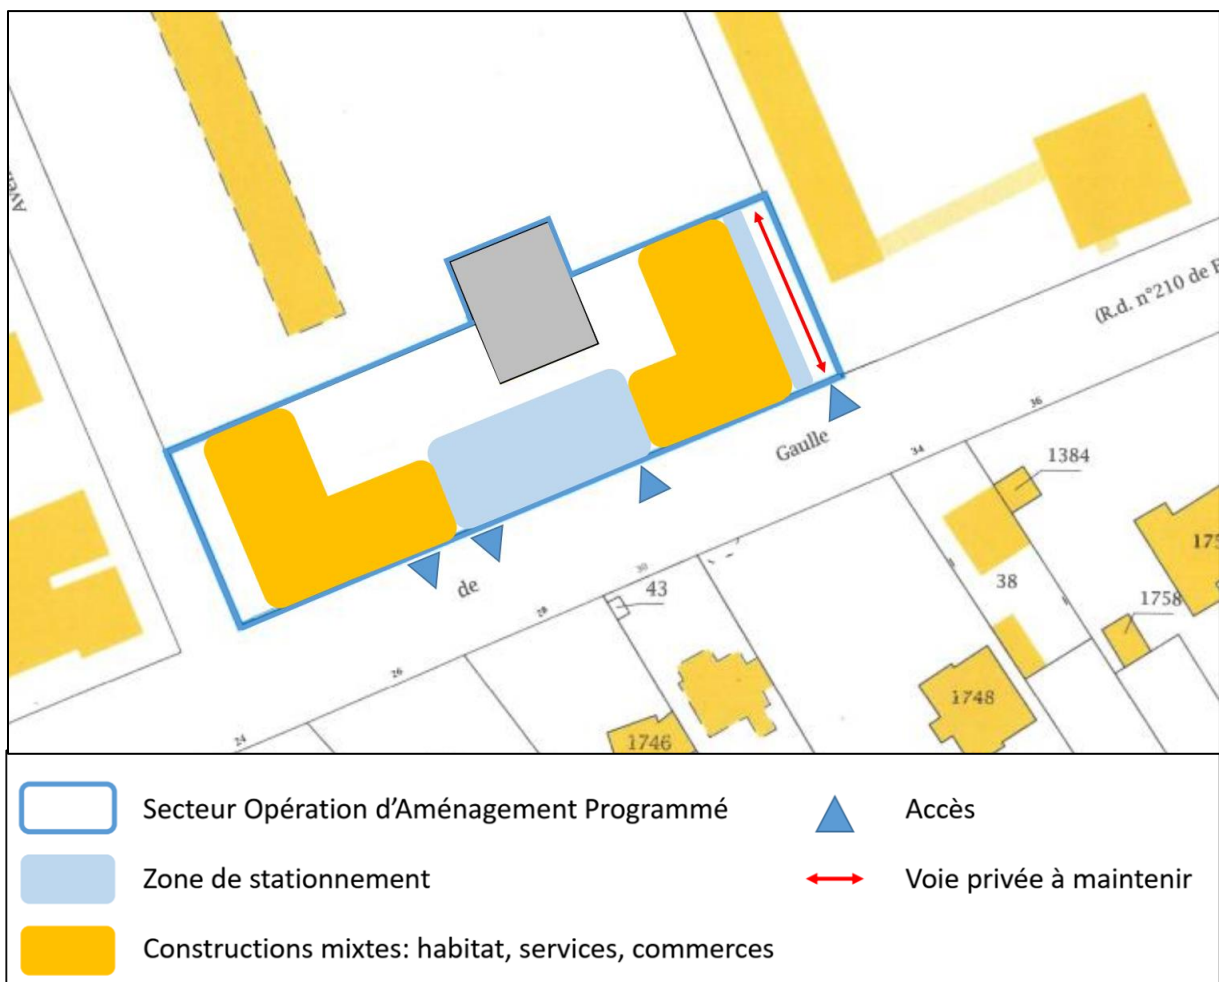 (R.d. n°210 de
Gaulle
de
36
34
1384
38
1758
30
43
28
26
24
1748
1746
Secteur Opération d'Aménagement Programmé
Accès
Zone de stationnement
Voie privée à maintenir
Constructions mixtes: habitat, services, commerces